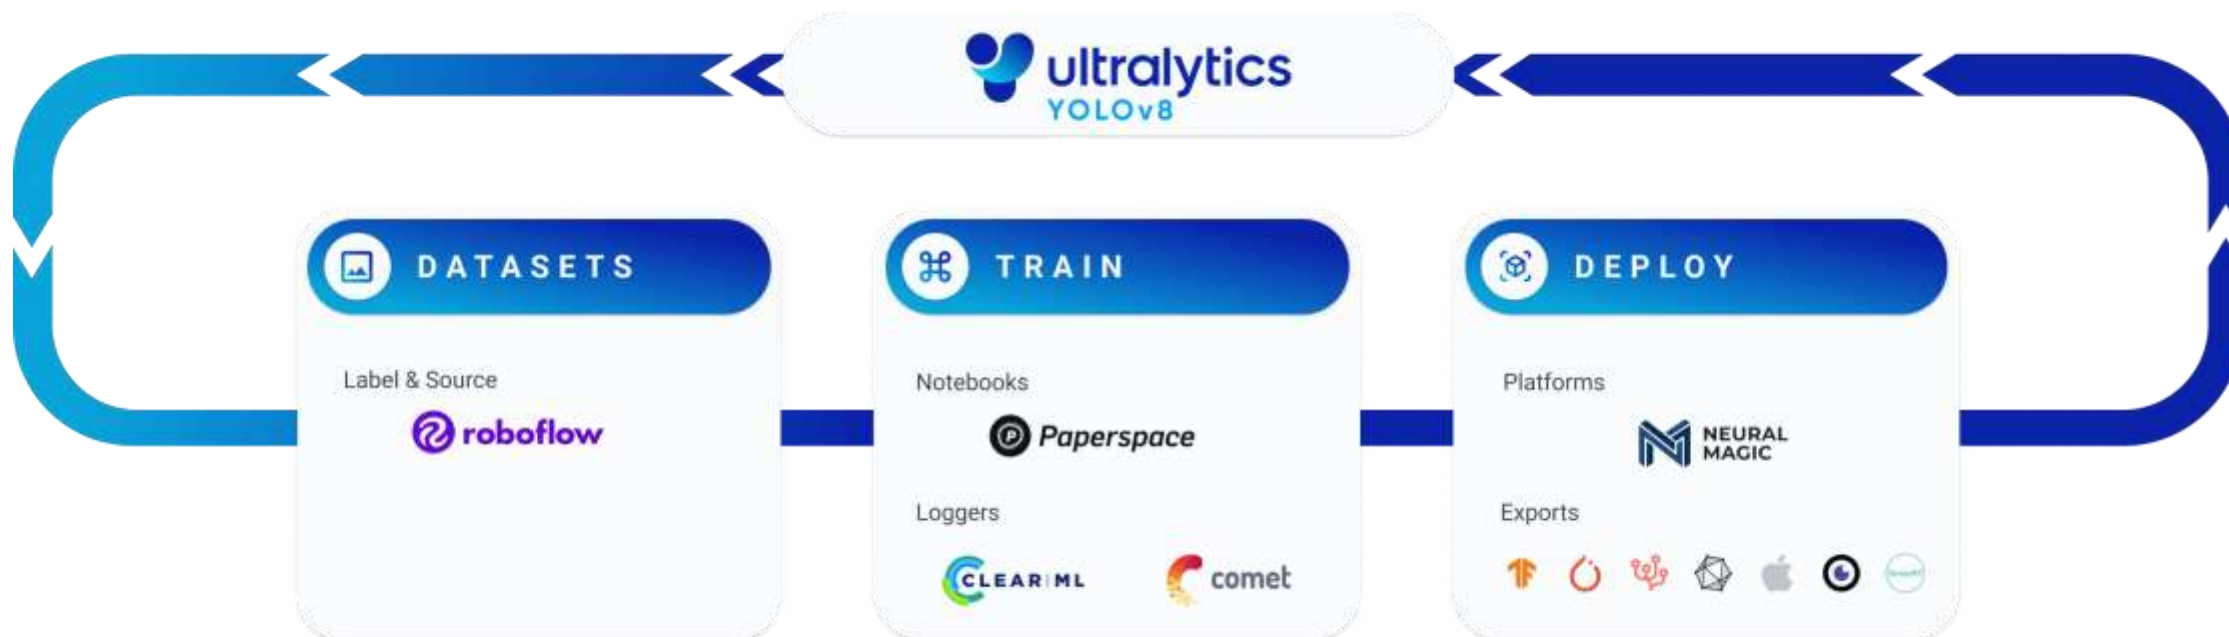 ultralytics
YOLOv8
DATASETS
Label & Source
roboflow
TRAIN
Notebooks
Paperspace
Loggers
CLEAR ML
comet
DEPLOY
Platforms
NEURAL
MAGIC
Exports